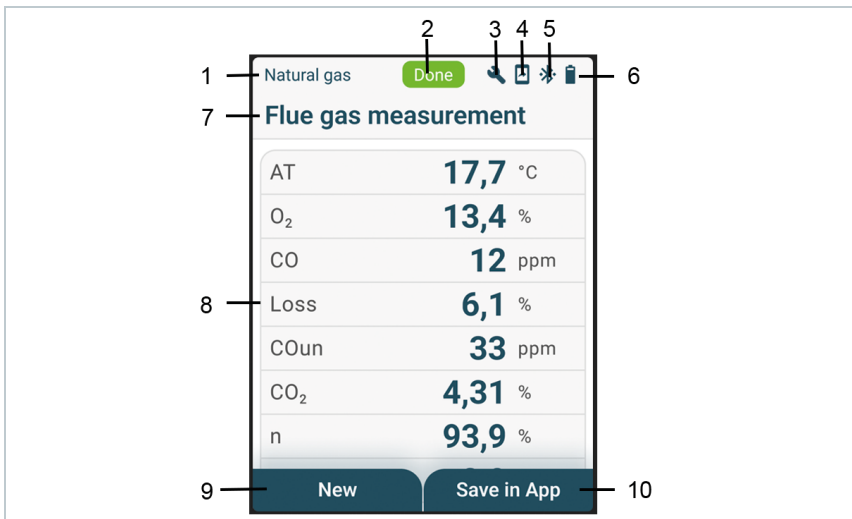 2 3 4 5
1 Natural gas Done 6
7 Flue gas measurement
AT 17,7 °C
O₂ 13,4 %
CO 12 ppm
8 Loss 6,1 %
COun 33 ppm
CO₂ 4,31 %
n 93,9 %
9 New Save in App 10